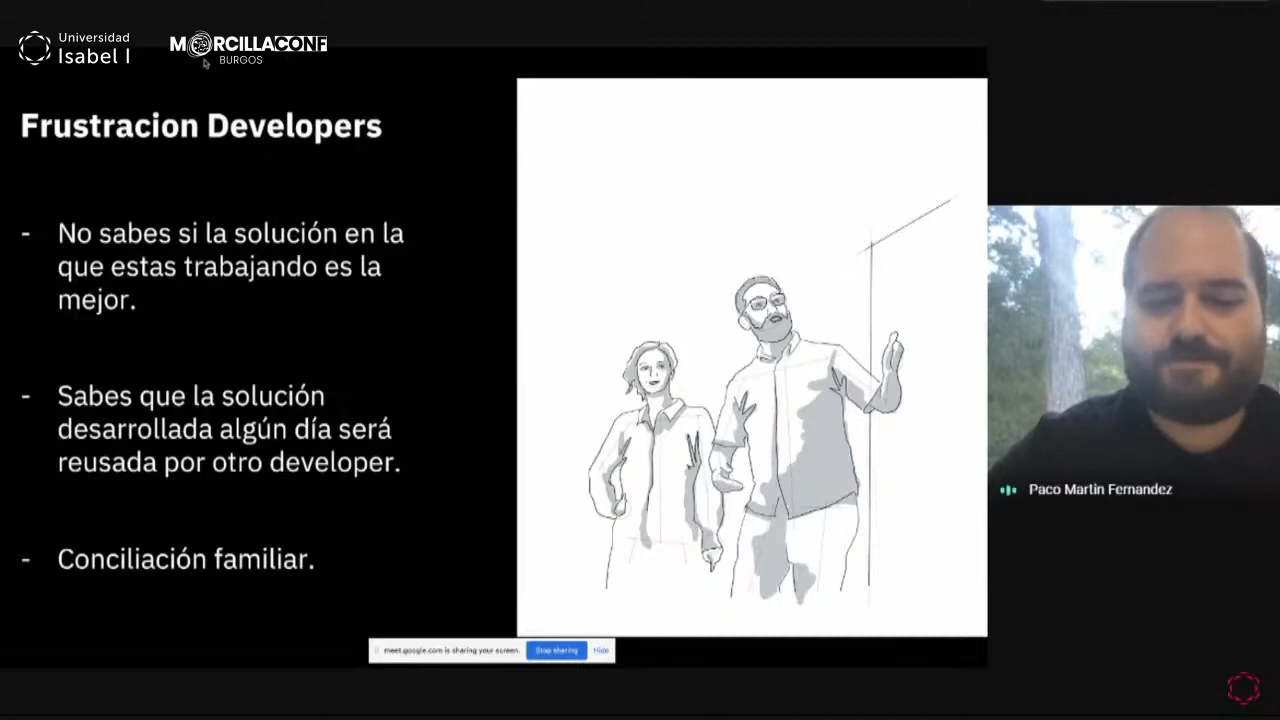 Universidad
Isabel I
MORCILLACONF
BURGOS
Frustracion Developers
- No sabes si la solución en la
que estas trabajando es la
mejor.
- Sabes que la solución
desarrollada algún día será
reusada por otro developer.
- Conciliación familiar.
Paco Martin Fernandez
meet.google.com is sharing your screen.
Stop sharing
Hide